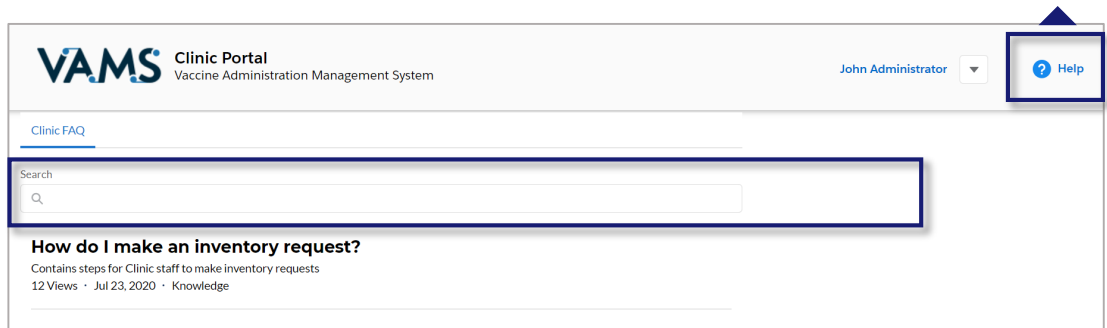 VAMS
Clinic Portal
Vaccine Administration Management System
John Administrator
? Help
Clinic FAQ
Search
How do I make an inventory request?
Contains steps for Clinic staff to make inventory requests
12 Views · Jul 23, 2020 · Knowledge